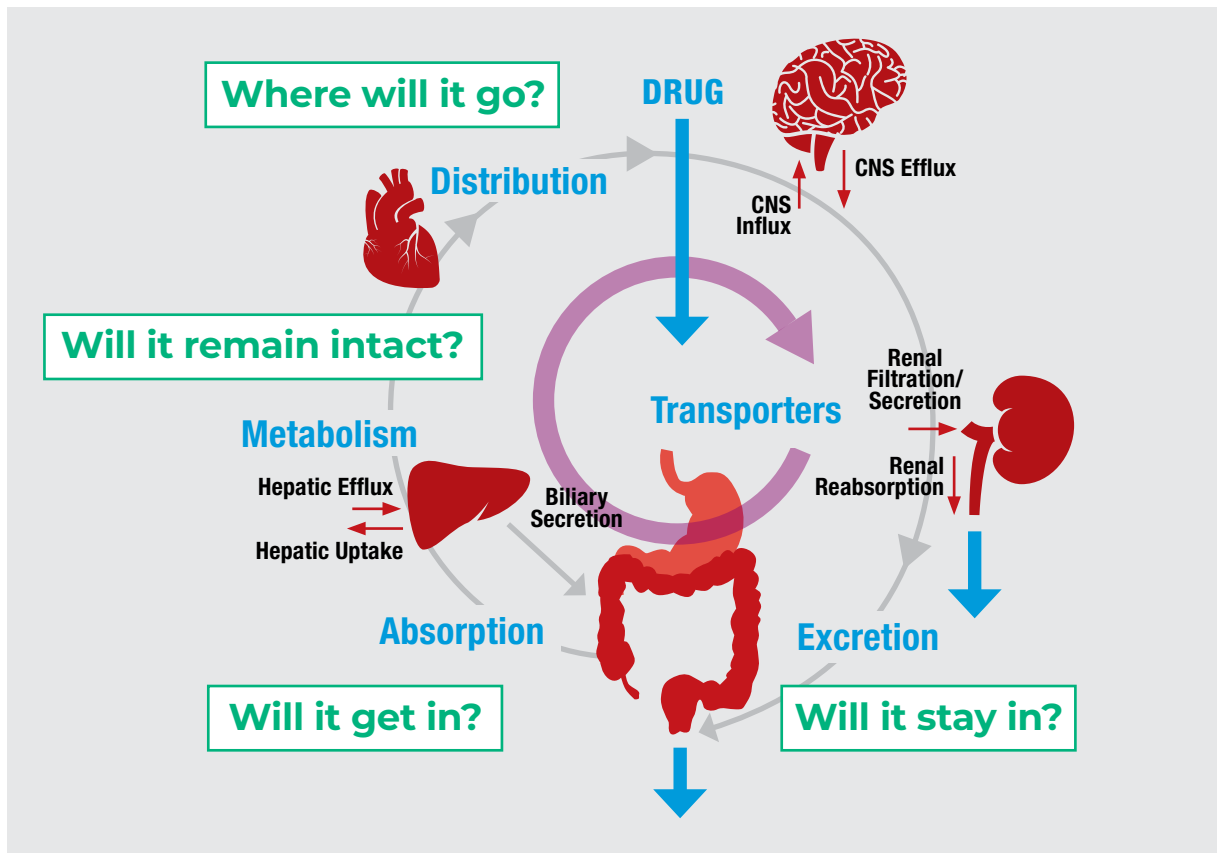 Where will it go?
DRUG
CNS Efflux
CNS
Influx
Distribution
Will it remain intact?
Renal
Filtration/
Secretion
Transporters
Metabolism
Renal
Reabsorption
Hepatic Efflux
Biliary
Secretion
Hepatic Uptake
Absorption
Excretion
Will it get in?
Will it stay in?